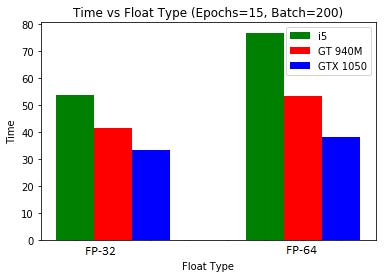 Time vs Float Type (Epochs=15, Batch=200)
80
70
60
50
40
30
20
10
0
Time
i5
GT 940M
GTX 1050
FP-32 FP-64
Float Type